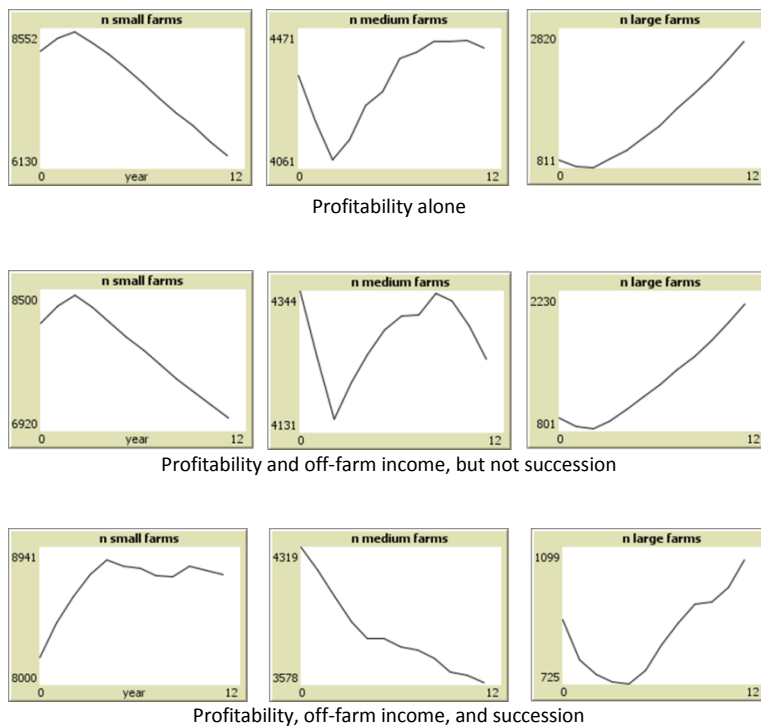 n small farms
8552
6130
0 year 12
n medium farms
4471
4061
0 12
n large farms
2820
811
0 12
Profitability alone
n small farms
8500
6920
0 year 12
n medium farms
4344
4131
0 12
n large farms
2230
801
0 12
Profitability and off-farm income, but not succession
n small farms
8941
8000
0 year 12
n medium farms
4319
3578
0 12
n large farms
1099
725
0 12
Profitability, off-farm income, and succession